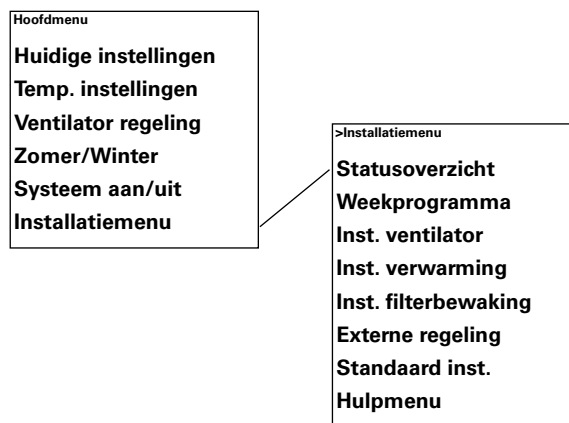 Hoofdmenu
Huidige instellingen
Temp. instellingen
Ventilator regeling
Zomer/Winter
Systeem aan/uit
Installatiemenu
>Installatiemenu
Statusoverzicht
Weekprogramma
Inst. ventilator
Inst. verwarming
Inst. filterbewaking
Externe regeling
Standaard inst.
Hulpmenu